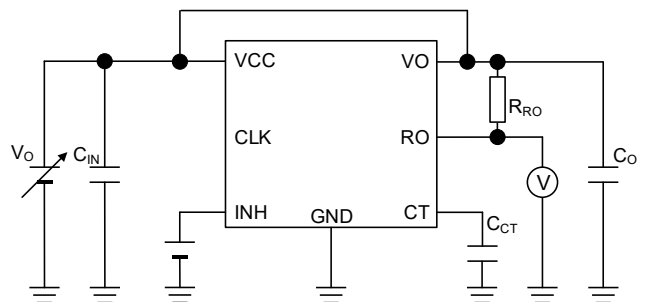 VCC
VO
R_RO
CLK
RO
V_O
C_IN
C_O
V
INH
GND
CT
C_CT